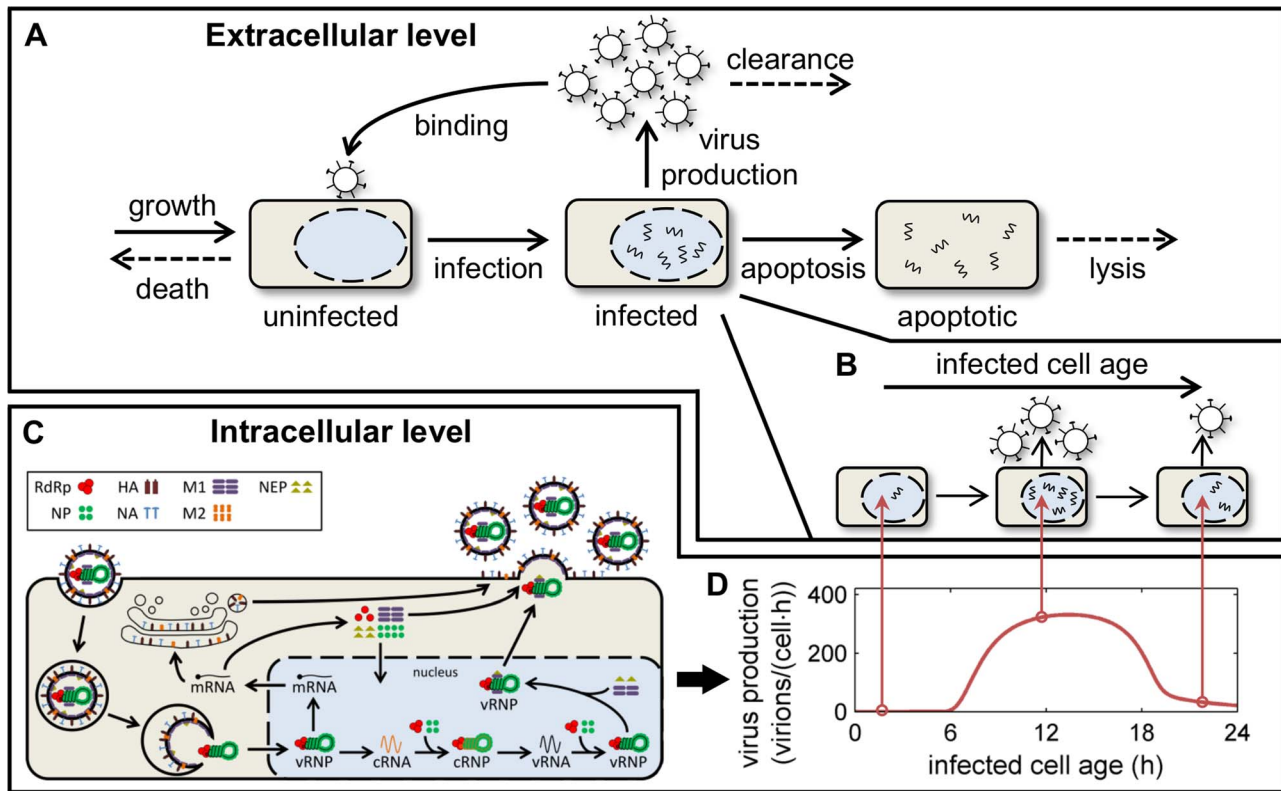 A
Extracellular level
clearance
binding
virus
production
growth
death
infection
apoptosis
lysis
uninfected
infected
apoptotic
B
infected cell age
C
Intracellular level
RdRp HA M1 NEP
NP NA M2
nucleus
mRNA
mRNA
vRNP
vRNP
cRNA
cRNP
vRNA
vRNP
D
virus production
(virions/(cell·h))
400
200
0
0 6 12 18 24
infected cell age (h)